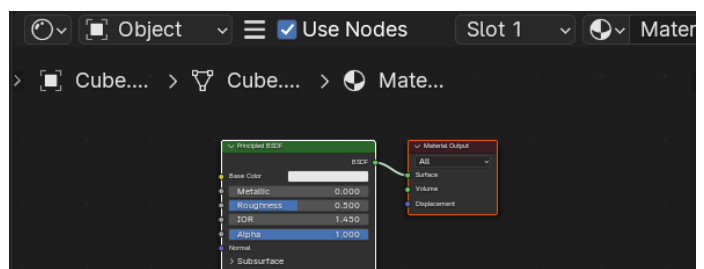 Object Use Nodes Slot 1 Mater
Cube.... > Cube.... > Mate...
Principled BSDF
BSDF
Base Color
Metallic 0.000
Roughness 0.500
IOR 1.450
Alpha 1.000
Normal
> Subsurface
Material Output
All
Surface
Volume
Displacement